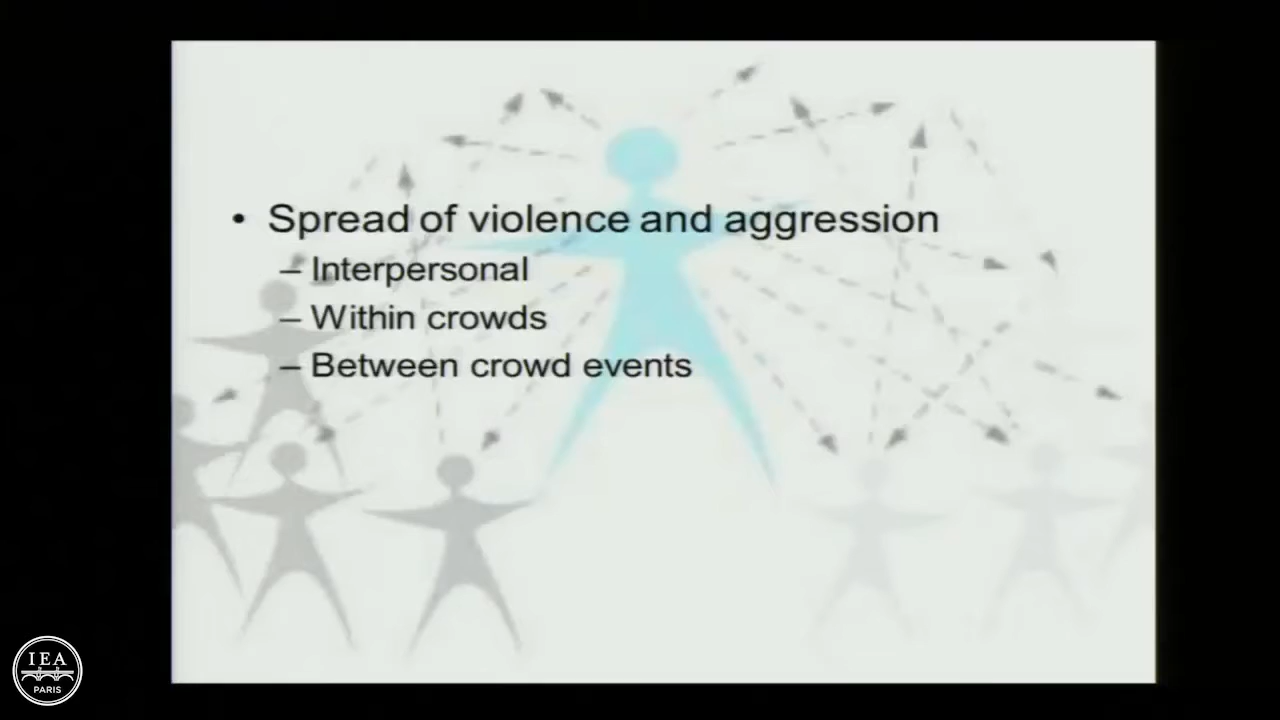 • Spread of violence and aggression
– Interpersonal
– Within crowds
– Between crowd events
IEA
PARIS